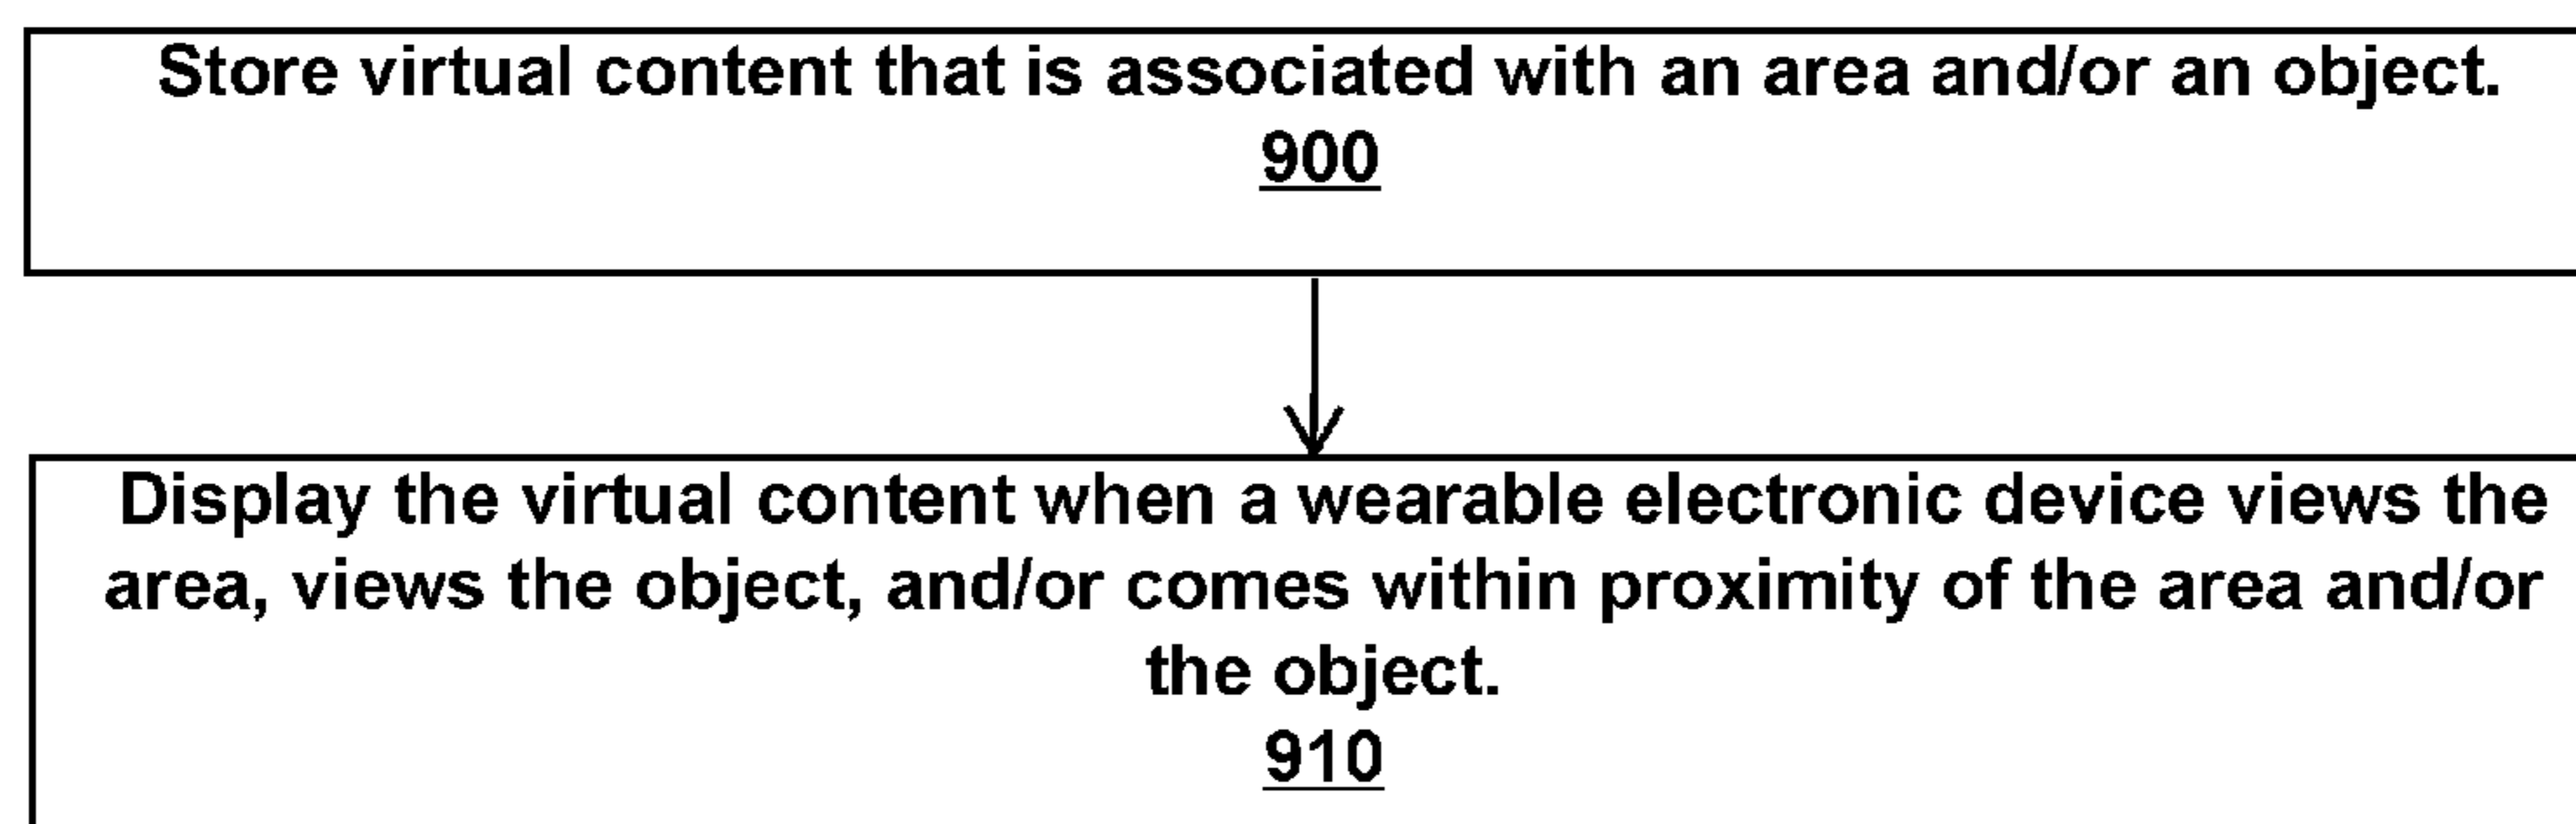 Store virtual content that is associated with an area and/or an object.
900
Display the virtual content when a wearable electronic device views the
area, views the object, and/or comes within proximity of the area and/or
the object.
910